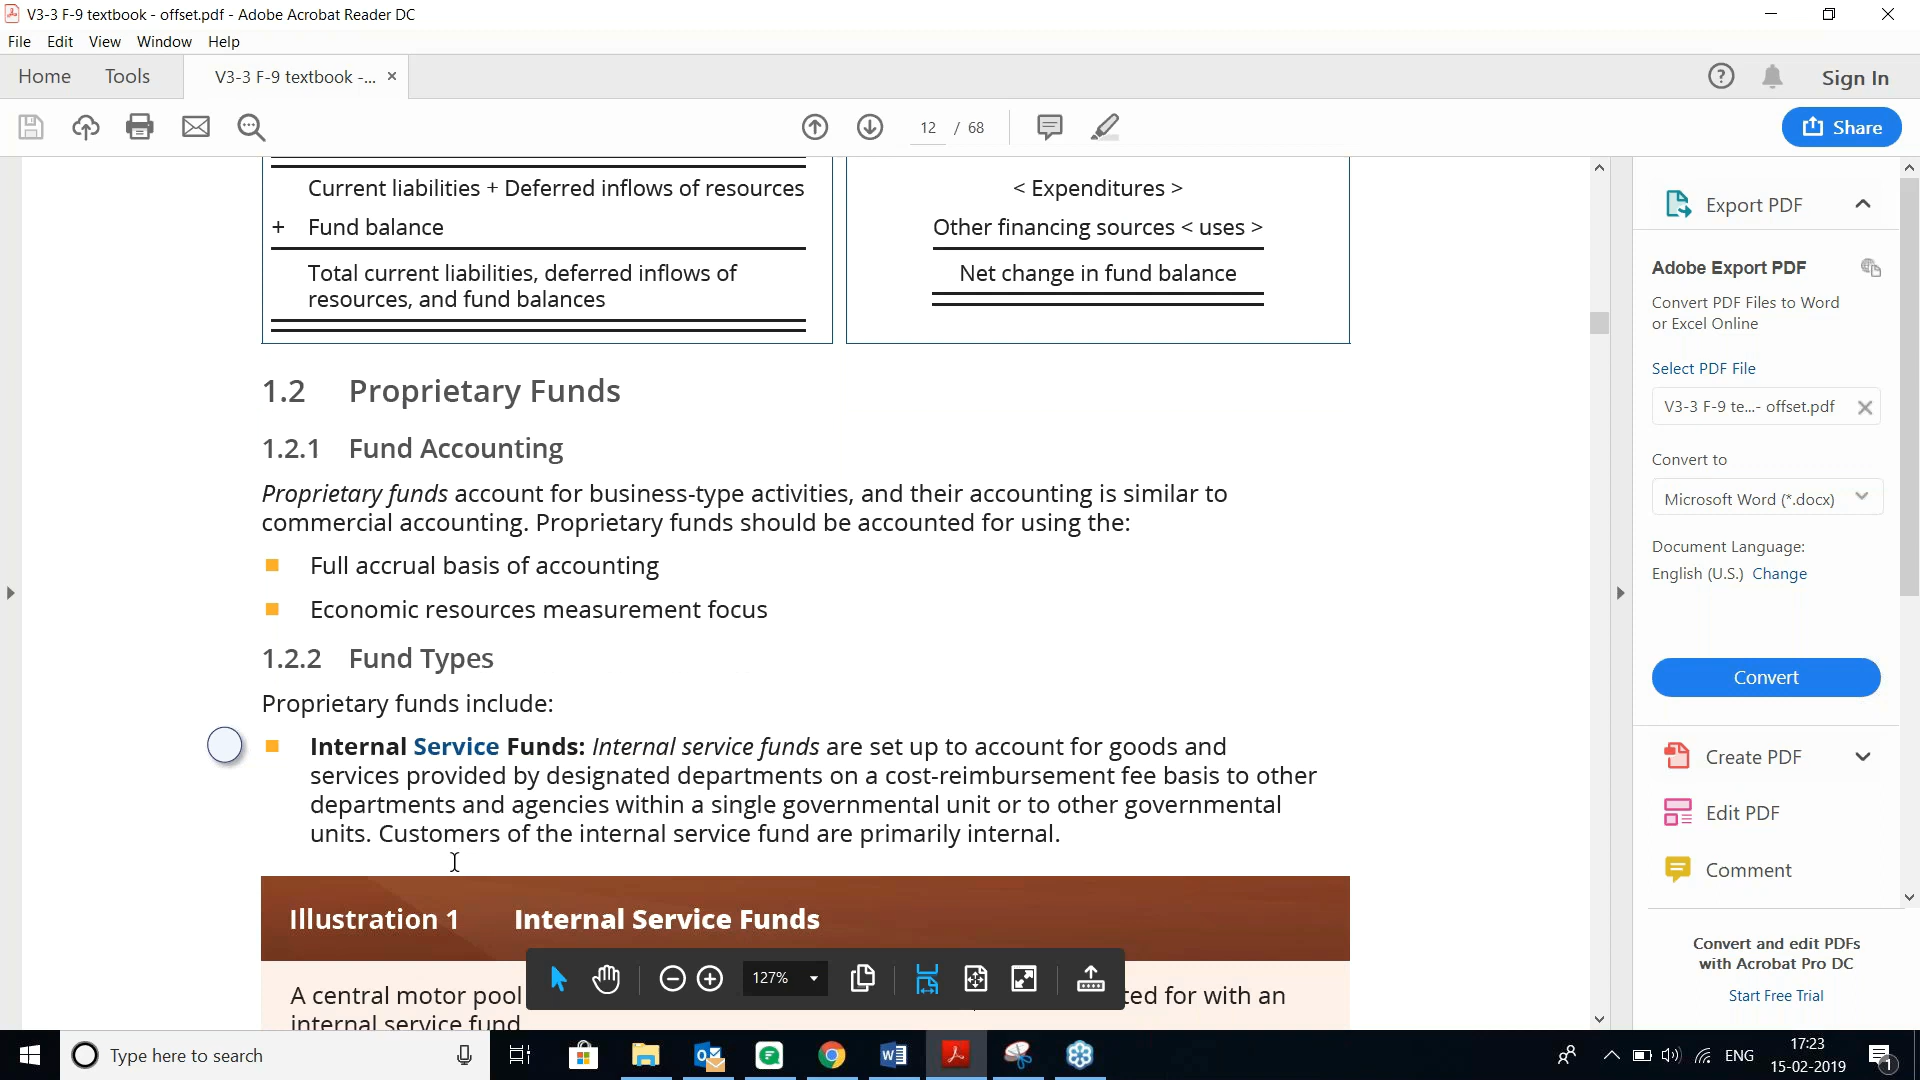 V3-3 F-9 textbook - offset.pdf - Adobe Acrobat Reader DC
File Edit View Window Help
Home Tools V3-3 F-9 textbook -... × Sign In
12 / 68 Share
Current liabilities + Deferred inflows of resources
+ Fund balance
Total current liabilities, deferred inflows of
resources, and fund balances
< Expenditures >
Other financing sources < uses >
Net change in fund balance
1.2 Proprietary Funds
1.2.1 Fund Accounting
Proprietary funds account for business-type activities, and their accounting is similar to
commercial accounting. Proprietary funds should be accounted for using the:
Full accrual basis of accounting
Economic resources measurement focus
1.2.2 Fund Types
Proprietary funds include:
Internal Service Funds: Internal service funds are set up to account for goods and
services provided by designated departments on a cost-reimbursement fee basis to other
departments and agencies within a single governmental unit or to other governmental
units. Customers of the internal service fund are primarily internal.
Illustration 1 Internal Service Funds
A central motor pool ted for with an
internal service fund
127%
Export PDF
Adobe Export PDF
Convert PDF Files to Word
or Excel Online
Select PDF File
V3-3 F-9 te...- offset.pdf
Convert to
Microsoft Word (*.docx)
Document Language:
English (U.S.) Change
Convert
Create PDF
Edit PDF
Comment
Convert and edit PDFs
with Acrobat Pro DC
Start Free Trial
Type here to search
ENG
17:23
15-02-2019
1